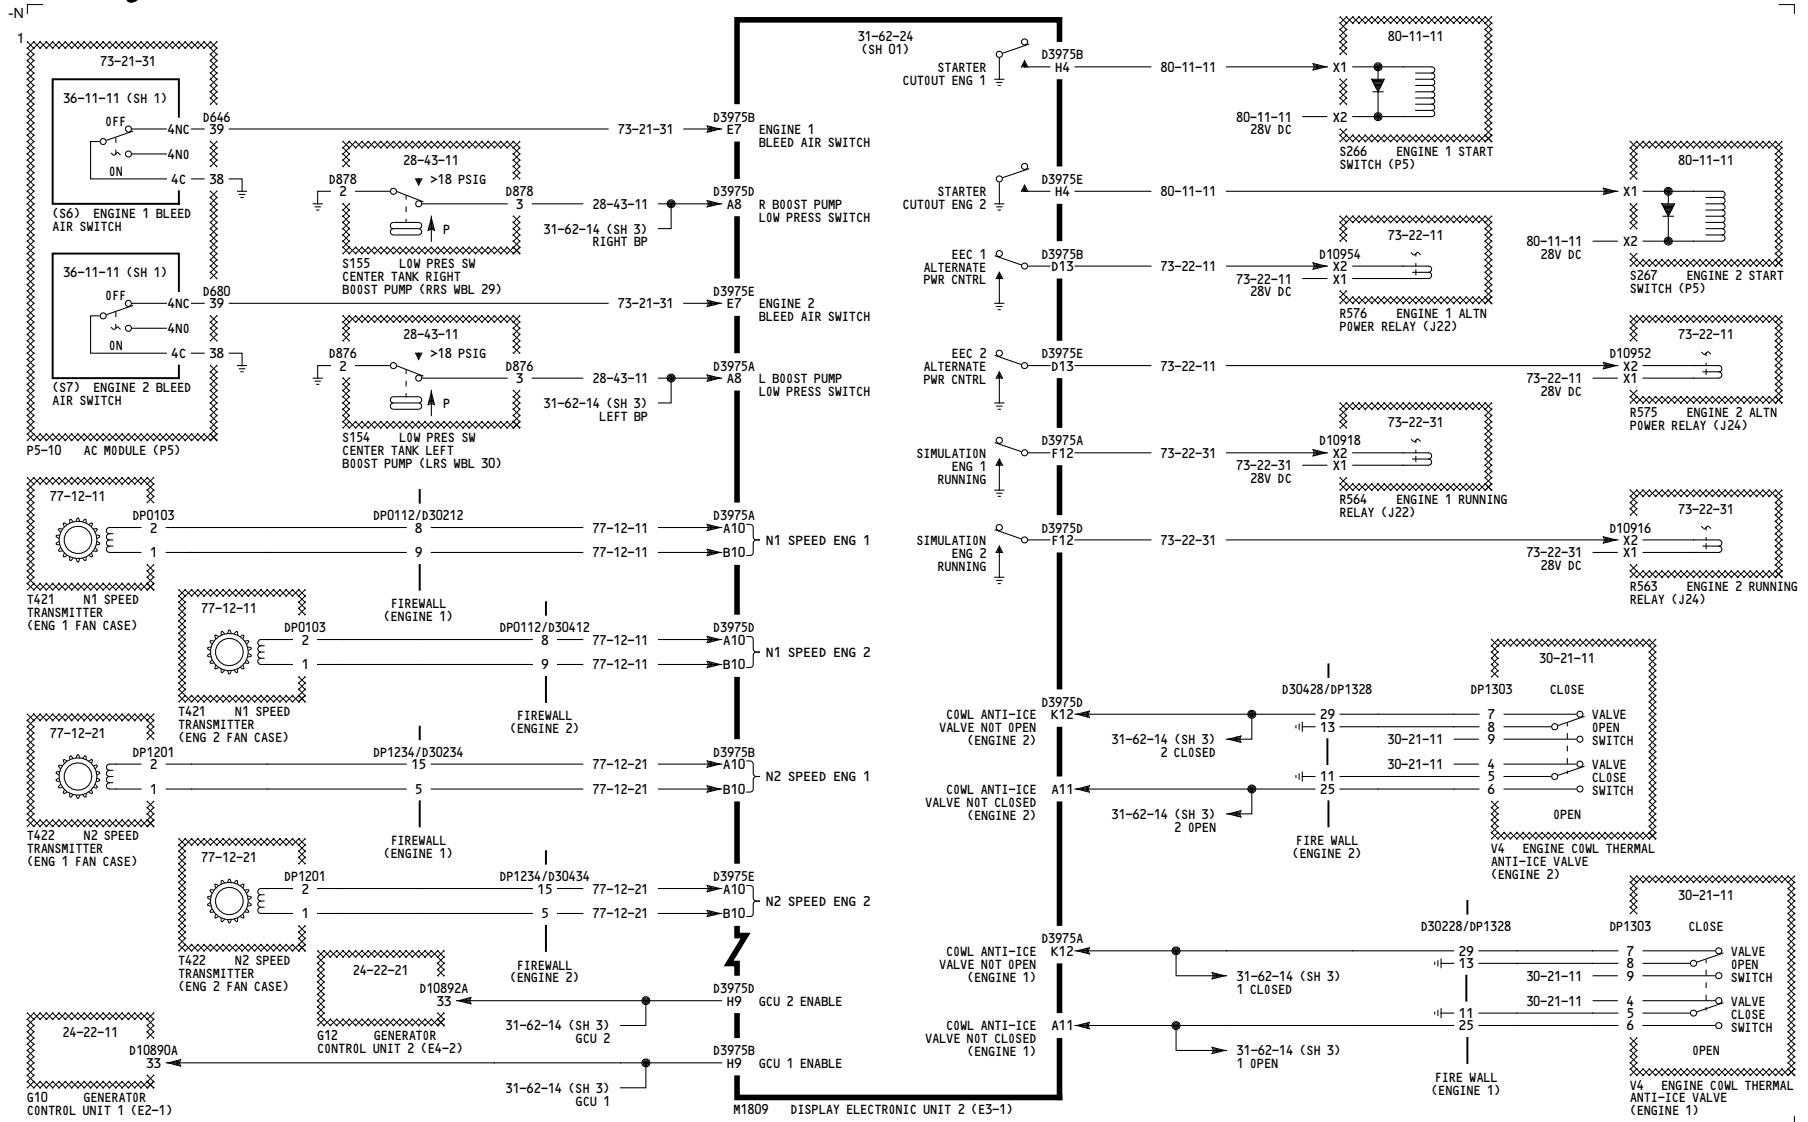 -N
1
73-21-31
36-11-11 (SH 1)
OFF
4NC
D646
39
4NO
ON
4C
38
(S6) ENGINE 1 BLEED
AIR SWITCH
36-11-11 (SH 1)
OFF
4NC
D680
39
4NO
ON
4C
38
(S7) ENGINE 2 BLEED
AIR SWITCH
P5-10 AC MODULE (P5)
73-21-31
28-43-11
>18 PSIG
D878
2
P
D878
3
28-43-11
31-62-14 (SH 3)
RIGHT BP
S155 LOW PRES SW
CENTER TANK RIGHT
BOOST PUMP (RRS WBL 29)
73-21-31
28-43-11
>18 PSIG
D876
2
P
D876
3
28-43-11
31-62-14 (SH 3)
LEFT BP
S154 LOW PRES SW
CENTER TANK LEFT
BOOST PUMP (LRS WBL 30)
77-12-11
DP0103
2
1
T421 N1 SPEED
TRANSMITTER
(ENG 1 FAN CASE)
DP0112/D30212
8
9
FIREWALL
(ENGINE 1)
77-12-11
77-12-11
77-12-11
DP0103
2
1
T421 N1 SPEED
TRANSMITTER
(ENG 2 FAN CASE)
DP0112/D30412
8
9
FIREWALL
(ENGINE 2)
77-12-11
77-12-11
77-12-21
DP1201
2
1
T422 N2 SPEED
TRANSMITTER
(ENG 1 FAN CASE)
DP1234/D30234
15
5
FIREWALL
(ENGINE 1)
77-12-21
77-12-21
77-12-21
DP1201
2
1
T422 N2 SPEED
TRANSMITTER
(ENG 2 FAN CASE)
DP1234/D30434
15
5
FIREWALL
(ENGINE 2)
77-12-21
77-12-21
24-22-21
D10892A
33
G12 GENERATOR
CONTROL UNIT 2 (E4-2)
31-62-14 (SH 3)
GCU 2
24-22-11
D10890A
33
G10 GENERATOR
CONTROL UNIT 1 (E2-1)
31-62-14 (SH 3)
GCU 1
31-62-24
(SH 01)
D3975B
E7 ENGINE 1
BLEED AIR SWITCH
D3975D
A8 R BOOST PUMP
LOW PRESS SWITCH
D3975E
E7 ENGINE 2
BLEED AIR SWITCH
D3975A
A8 L BOOST PUMP
LOW PRESS SWITCH
D3975A
A10
B10
N1 SPEED ENG 1
D3975D
A10
B10
N1 SPEED ENG 2
D3975B
A10
B10
N2 SPEED ENG 1
D3975E
A10
B10
N2 SPEED ENG 2
D3975D
H9 GCU 2 ENABLE
D3975B
H9 GCU 1 ENABLE
M1809 DISPLAY ELECTRONIC UNIT 2 (E3-1)
STARTER
CUTOUT ENG 1
D3975B
H4
80-11-11
80-11-11
X1
80-11-11
28V DC
X2
S266 ENGINE 1 START
SWITCH (P5)
STARTER
CUTOUT ENG 2
D3975E
H4
80-11-11
80-11-11
X1
80-11-11
28V DC
X2
S267 ENGINE 2 START
SWITCH (P5)
EEC 1
ALTERNATE
PWR CNTRL
D3975B
D13
73-22-11
73-22-11
D10954
X2
X1
73-22-11
28V DC
R576 ENGINE 1 ALTN
POWER RELAY (J22)
EEC 2
ALTERNATE
PWR CNTRL
D3975E
D13
73-22-11
73-22-11
D10952
X2
X1
73-22-11
28V DC
R575 ENGINE 2 ALTN
POWER RELAY (J24)
SIMULATION
ENG 1
RUNNING
D3975A
F12
73-22-31
73-22-31
D10918
X2
X1
73-22-31
28V DC
R564 ENGINE 1 RUNNING
RELAY (J22)
SIMULATION
ENG 2
RUNNING
D3975D
F12
73-22-31
73-22-31
D10916
X2
X1
73-22-31
28V DC
R563 ENGINE 2 RUNNING
RELAY (J24)
COWL ANTI-ICE
VALVE NOT OPEN
(ENGINE 2)
D3975D
K12
31-62-14 (SH 3)
2 CLOSED
COWL ANTI-ICE
VALVE NOT CLOSED
(ENGINE 2)
A11
31-62-14 (SH 3)
2 OPEN
D30428/DP1328
29
13
11
25
FIRE WALL
(ENGINE 2)
30-21-11
30-21-11
30-21-11
DP1303
CLOSE
7
8
9
4
5
6
VALVE
OPEN
SWITCH
VALVE
CLOSE
SWITCH
OPEN
V4 ENGINE COWL THERMAL
ANTI-ICE VALVE
(ENGINE 2)
COWL ANTI-ICE
VALVE NOT OPEN
(ENGINE 1)
D3975A
K12
31-62-14 (SH 3)
1 CLOSED
COWL ANTI-ICE
VALVE NOT CLOSED
(ENGINE 1)
A11
31-62-14 (SH 3)
1 OPEN
D30228/DP1328
29
13
11
25
FIRE WALL
(ENGINE 1)
30-21-11
30-21-11
30-21-11
DP1303
CLOSE
7
8
9
4
5
6
VALVE
OPEN
SWITCH
VALVE
CLOSE
SWITCH
OPEN
V4 ENGINE COWL THERMAL
ANTI-ICE VALVE
(ENGINE 1)